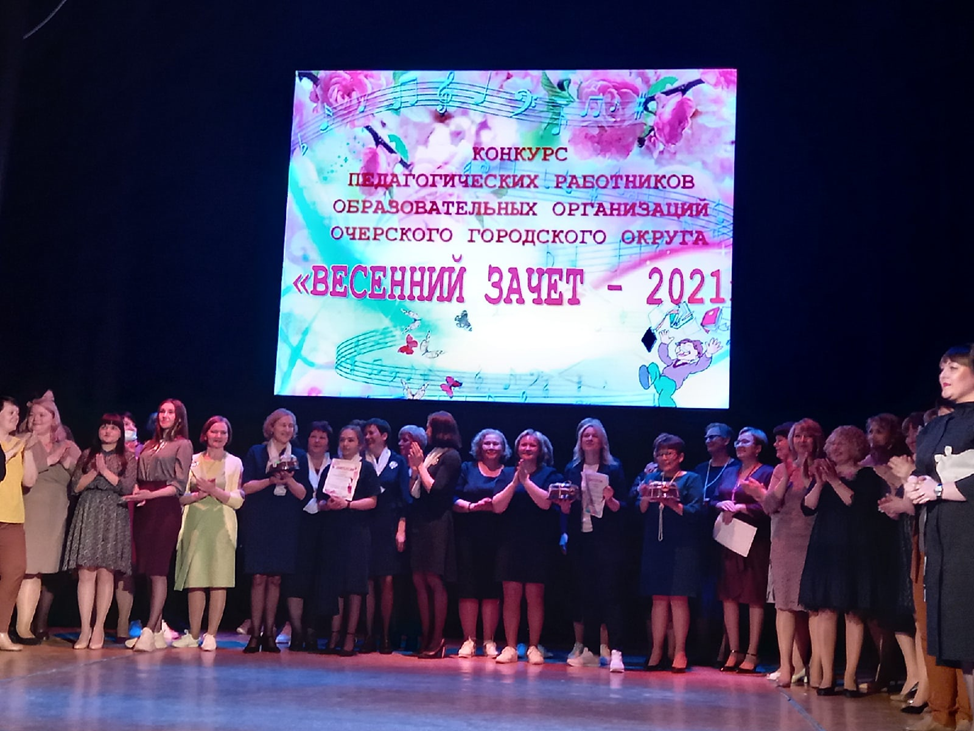 КОНКУРС
ПЕДАГОГИЧЕСКИХ РАБОТНИКОВ
ОБРАЗОВАТЕЛЬНЫХ ОРГАНИЗАЦИЙ
ОЧЕРСКОГО ГОРОДСКОГО ОКРУГА
«ВЕСЕННИЙ ЗАЧЕТ - 2021